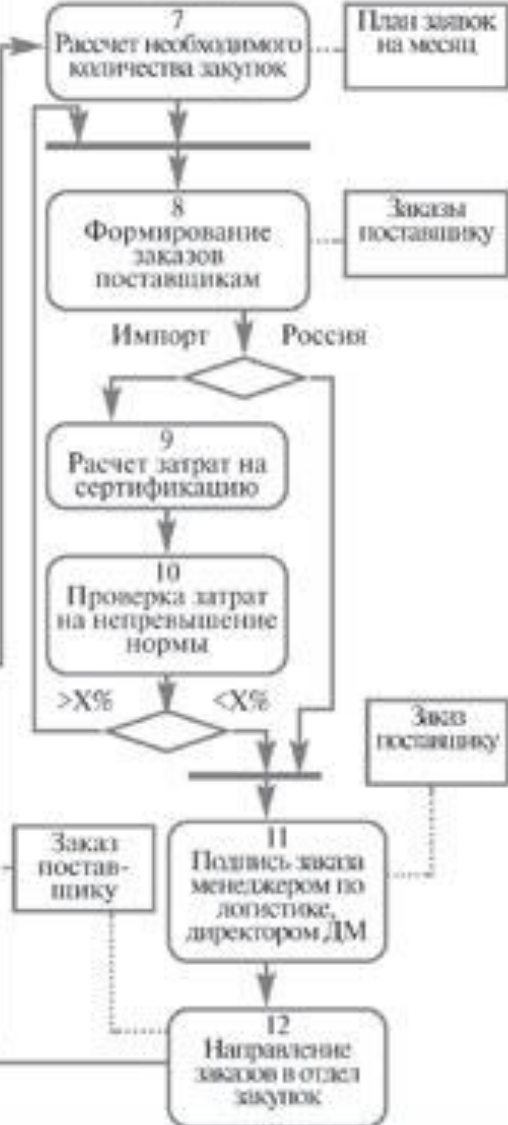 7
Рассчет необходимого
количества закупок
План заявок
на месяц
8
Формирование
заказов
поставщикам
Заказы
поставщику
Импорт
Россия
9
Расчет затрат на
сертификацию
10
Проверка затрат
на непревышение
нормы
>X%
<X%
Заказ
поставщику
11
Подпись заказа
менеджером по
логистике,
директором ДМ
Заказ
постав-
щику
12
Направление
заказов в отдел
закупок